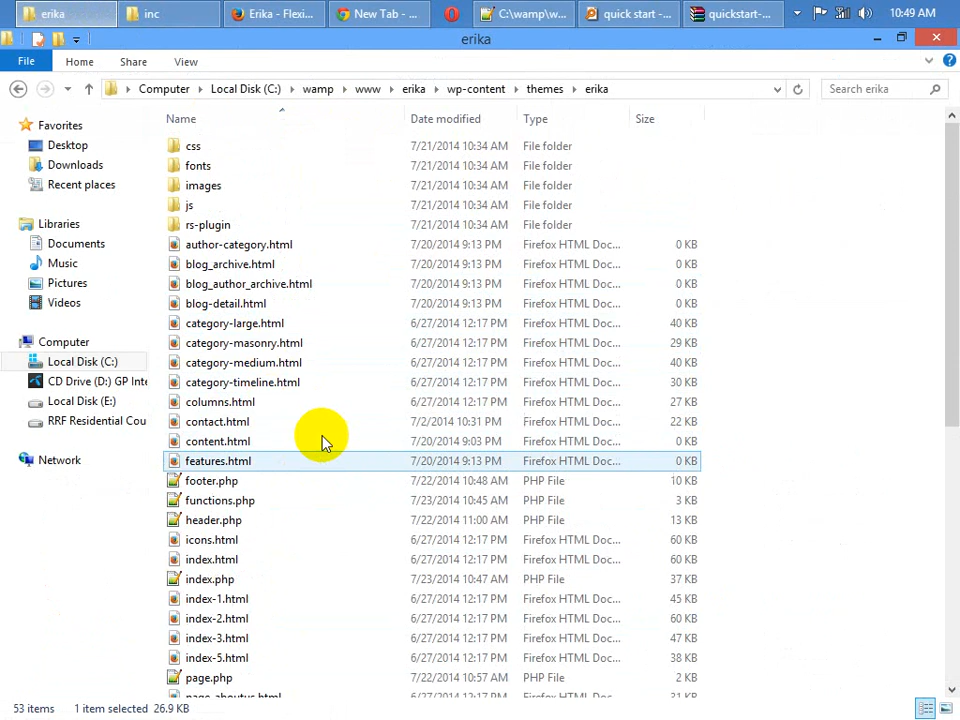 erika
inc
Erika - Flexi...
New Tab - ...
C:\wamp\w...
quick start -...
quickstart-...
10:49 AM
erika
File
Home
Share
View
Computer
Local Disk (C:)
wamp
www
erika
wp-content
themes
erika
Search erika
Name
Date modified
Type
Size
Favorites
Desktop
Downloads
Recent places
Libraries
Documents
Music
Pictures
Videos
Computer
Local Disk (C:)
CD Drive (D:) GP Inte
Local Disk (E:)
RRF Residential Cou
Network
css 7/21/2014 10:34 AM File folder
fonts 7/21/2014 10:34 AM File folder
images 7/21/2014 10:34 AM File folder
js 7/21/2014 10:34 AM File folder
rs-plugin 7/21/2014 10:34 AM File folder
author-category.html 7/20/2014 9:13 PM Firefox HTML Doc... 0 KB
blog_archive.html 7/20/2014 9:13 PM Firefox HTML Doc... 0 KB
blog_author_archive.html 7/20/2014 9:13 PM Firefox HTML Doc... 0 KB
blog-detail.html 7/20/2014 9:13 PM Firefox HTML Doc... 0 KB
category-large.html 6/27/2014 12:17 PM Firefox HTML Doc... 40 KB
category-masonry.html 6/27/2014 12:17 PM Firefox HTML Doc... 29 KB
category-medium.html 6/27/2014 12:17 PM Firefox HTML Doc... 40 KB
category-timeline.html 6/27/2014 12:17 PM Firefox HTML Doc... 30 KB
columns.html 6/27/2014 12:17 PM Firefox HTML Doc... 27 KB
contact.html 7/2/2014 10:31 PM Firefox HTML Doc... 22 KB
content.html 7/20/2014 9:03 PM Firefox HTML Doc... 0 KB
features.html 7/20/2014 9:13 PM Firefox HTML Doc... 0 KB
footer.php 7/22/2014 10:48 AM PHP File 10 KB
functions.php 7/23/2014 10:45 AM PHP File 3 KB
header.php 7/22/2014 11:00 AM PHP File 13 KB
icons.html 6/27/2014 12:17 PM Firefox HTML Doc... 60 KB
index.html 6/27/2014 12:17 PM Firefox HTML Doc... 60 KB
index.php 7/23/2014 10:47 AM PHP File 37 KB
index-1.html 6/27/2014 12:17 PM Firefox HTML Doc... 45 KB
index-2.html 6/27/2014 12:17 PM Firefox HTML Doc... 60 KB
index-3.html 6/27/2014 12:17 PM Firefox HTML Doc... 47 KB
index-5.html 6/27/2014 12:17 PM Firefox HTML Doc... 38 KB
page.php 7/22/2014 10:57 AM PHP File 2 KB
page_aboutus.html 6/27/2014 12:17 PM Firefox HTML Doc... 31 KB
53 items
1 item selected 26.9 KB